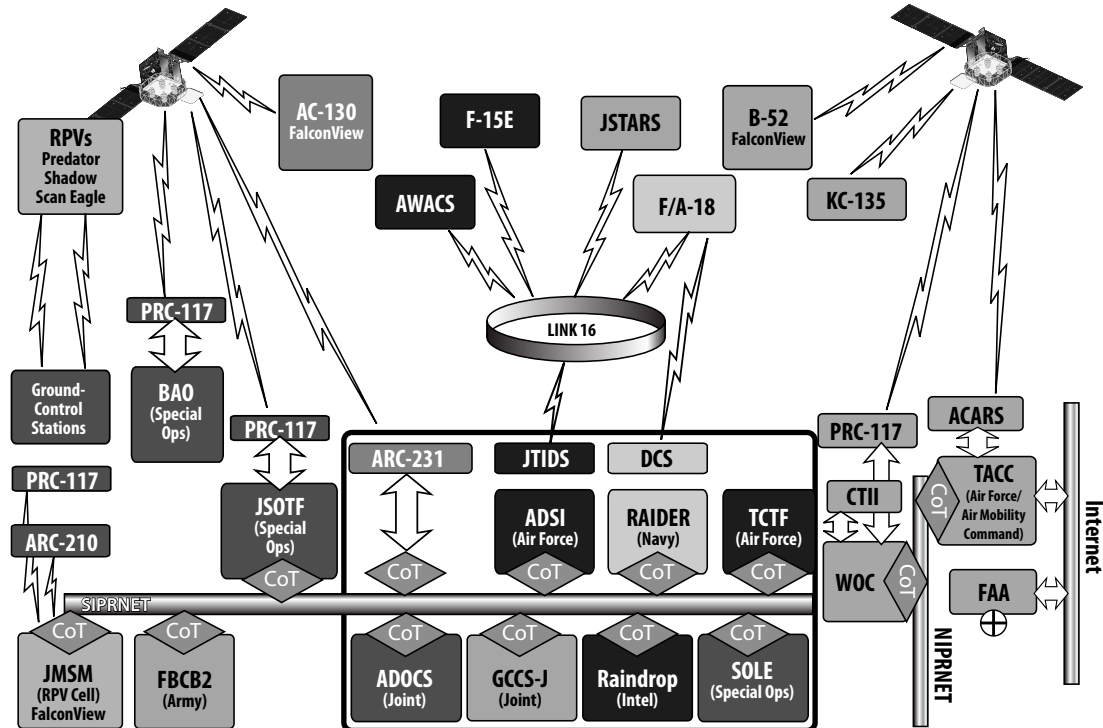 RPVs
Predator
Shadow
Scan Eagle
AC-130
FalconView
F-15E
JSTARS
B-52
FalconView
AWACS
F/A-18
KC-135
PRC-117
LINK 16
BAO
(Special
Ops)
Ground-
Control
Stations
PRC-117
ARC-231
JTIDS
DCS
PRC-117
ACARS
PRC-117
JSOTF
(Special
Ops)
CoT
ADSI
(Air Force)
CoT
RAIDER
(Navy)
CoT
TCTF
(Air Force)
CoT
CoT
CTII
CoT
TACC
(Air Force/
Air Mobility
Command)
Internet
ARC-210
WOC
CoT
FAA
SIPRNET
NIPRNET
CoT
JMSM
(RPV Cell)
FalconView
CoT
FBCB2
(Army)
CoT
ADOCS
(Joint)
CoT
GCCS-J
(Joint)
CoT
Raindrop
(Intel)
CoT
SOLE
(Special Ops)